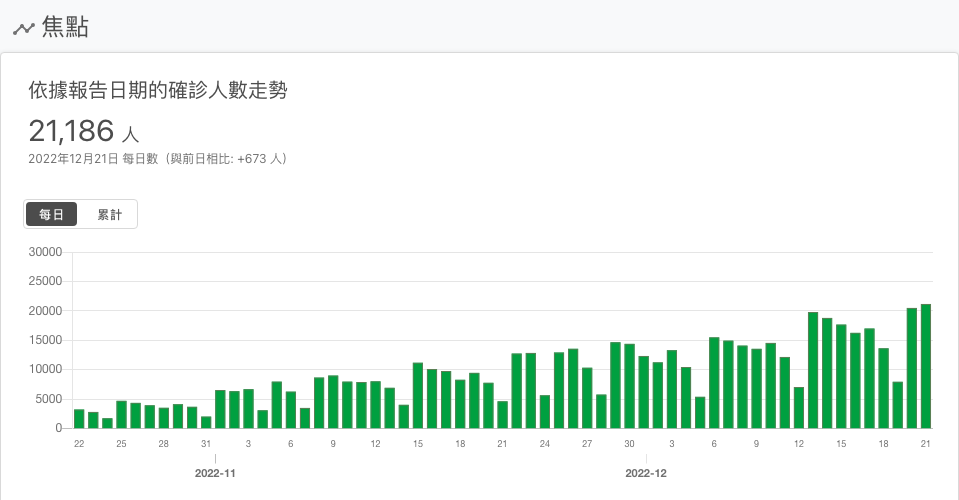 焦點
依據報告日期的確診人數走勢
21,186 人
2022年12月21日 每日數（與前日相比: +673 人）
每日 累計
30000
25000
20000
15000
10000
5000
0
22 25 28 31 3 6 9 12 15 18 21 24 27 30 3 6 9 12 15 18 21
2022-11 2022-12